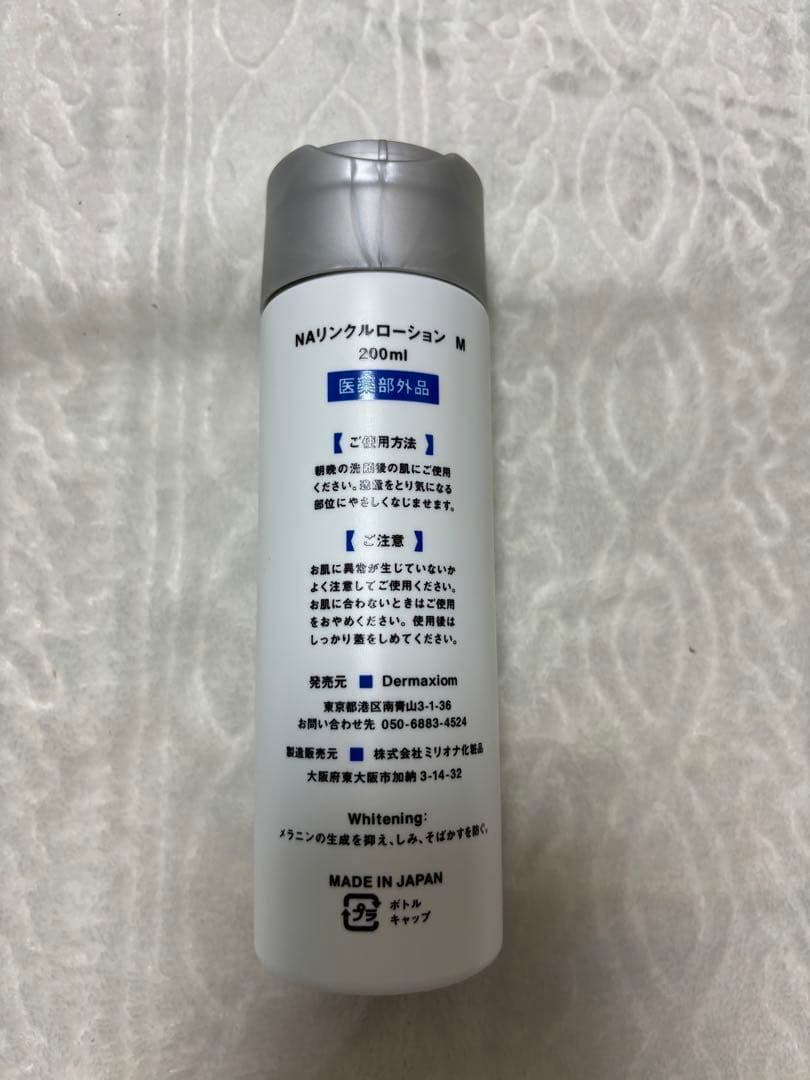 NAリンクルローション M
200ml
医薬部外品
【 ご使用方法 】
朝晩の洗顔後の肌にご使用
ください。適量をとり気になる
部位にやさしくなじませます。
【 ご注意 】
お肌に異常が生じていないか
よく注意してご使用ください。
お肌に合わないときはご使用
をおやめください。使用後は
しっかり蓋をしめてください。
発売元 ■ Dermaxiom
東京都港区南青山3-1-36
お問い合わせ先 050-6883-4524
製造販売元 ■ 株式会社ミリオナ化粧品
大阪府東大阪市加納 3-14-32
Whitening:
メラニンの生成を抑え、しみ、そばかすを防ぐ。
MADE IN JAPAN
プラ ボトル
キャップ